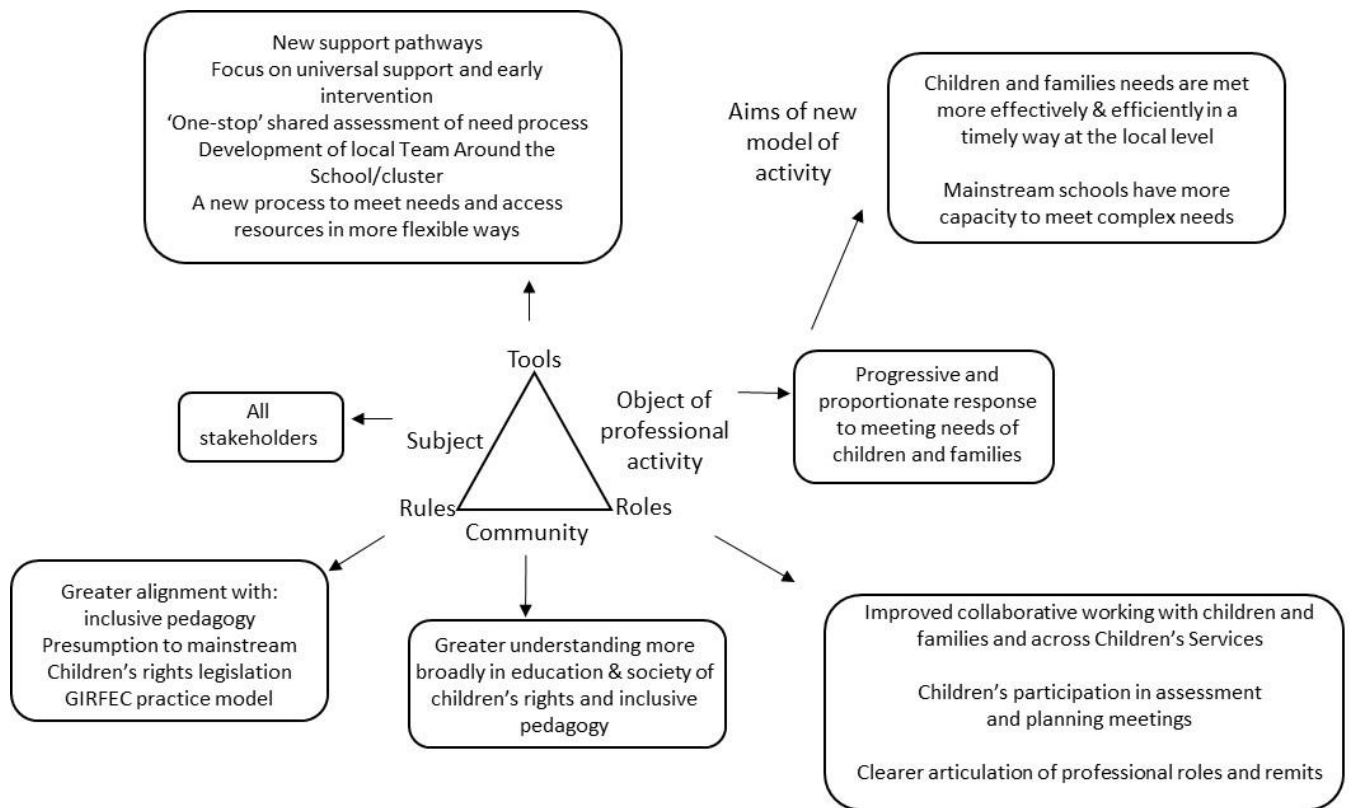 New support pathways
Focus on universal support and early
intervention
‘One-stop’ shared assessment of need process
Development of local Team Around the
School/cluster
A new process to meet needs and access
resources in more flexible ways
Aims of new
model of
activity
Children and families needs are met
more effectively & efficiently in a
timely way at the local level
Mainstream schools have more
capacity to meet complex needs
Tools
All
stakeholders
Subject
Object of
professional
activity
Progressive and
proportionate response
to meeting needs of
children and families
Rules
Roles
Community
Greater alignment with:
inclusive pedagogy
Presumption to mainstream
Children’s rights legislation
GIRFEC practice model
Greater understanding more
broadly in education & society of
children’s rights and inclusive
pedagogy
Improved collaborative working with children and
families and across Children’s Services
Children’s participation in assessment
and planning meetings
Clearer articulation of professional roles and remits